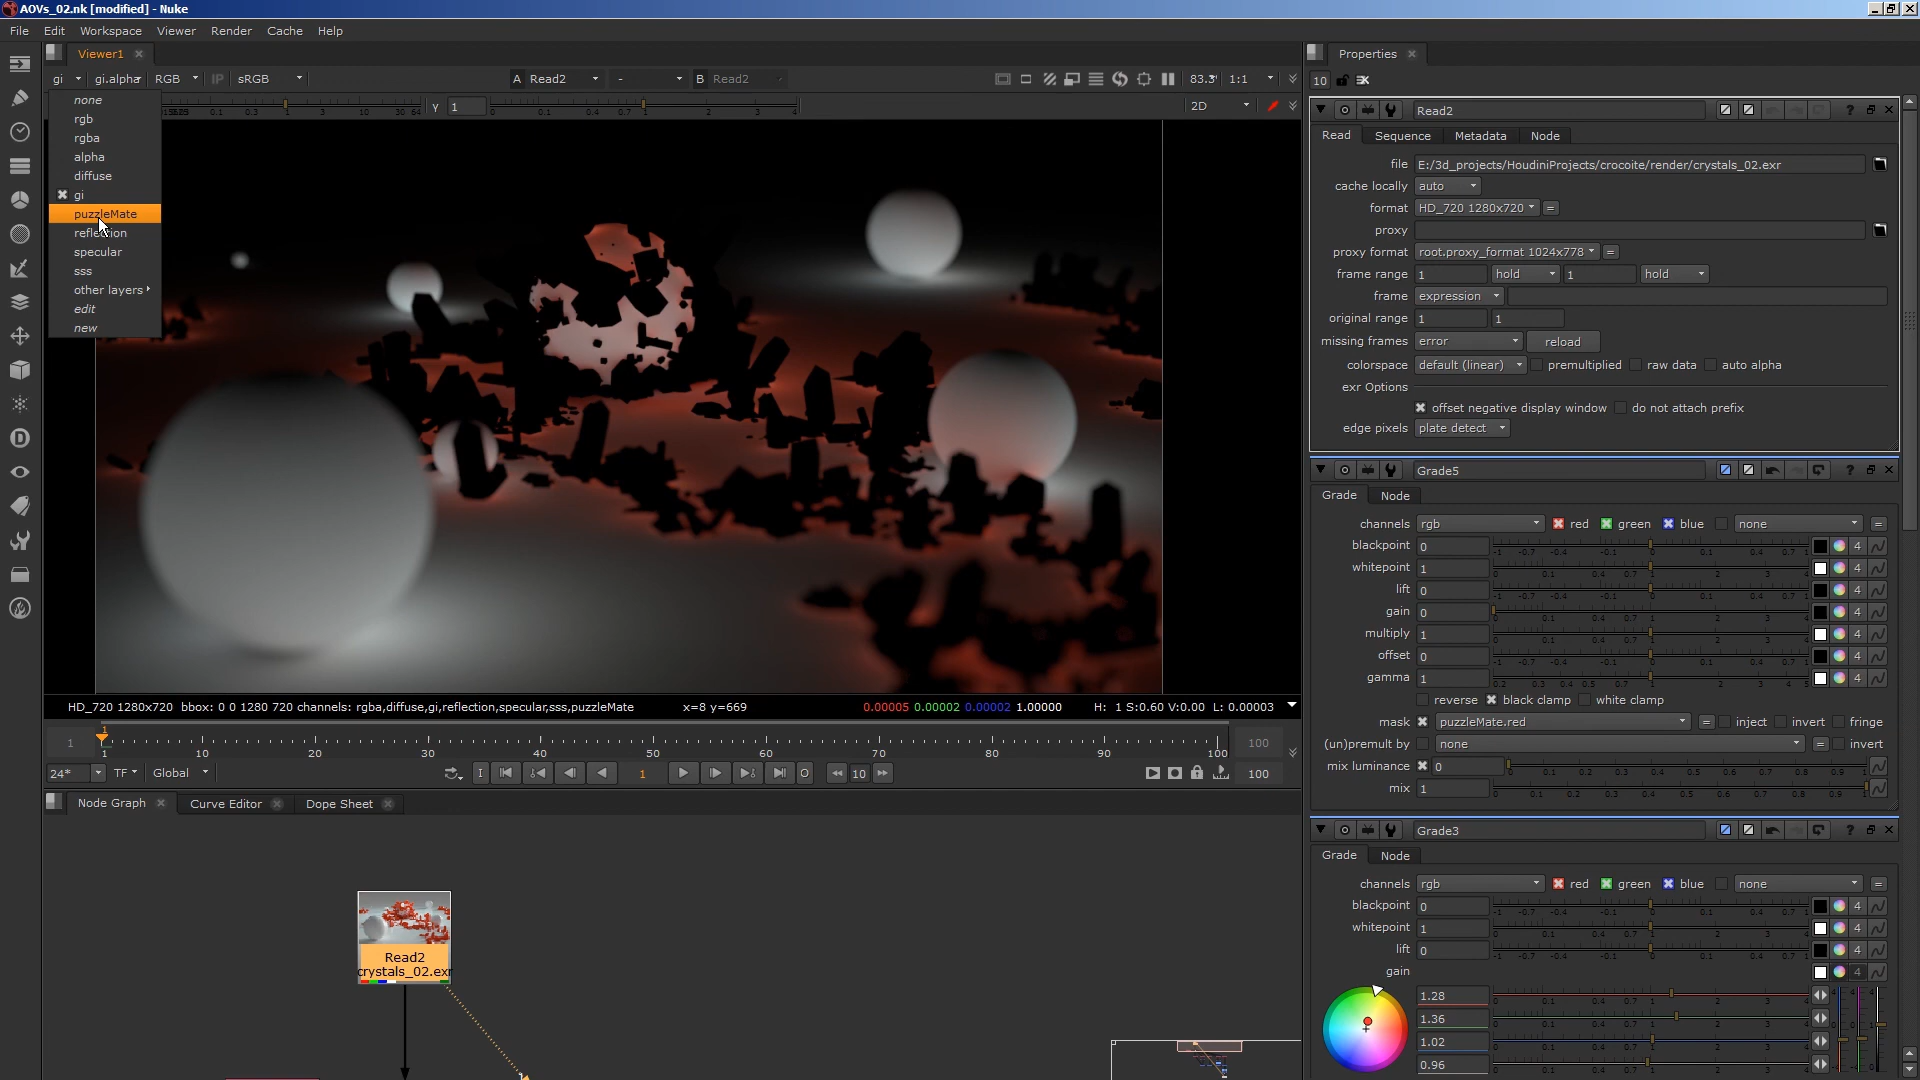 AOVs_02.nk [modified] - Nuke
File Edit Workspace Viewer Render Cache Help
Viewer1
gi gi.alpha RGB IP sRGB A Read2 - B Read2 83.3 1:1
γ 1 2D
none
rgb
rgba
alpha
diffuse
gi
puzzleMate
reflection
specular
sss
other layers
edit
new
HD_720 1280x720 bbox: 0 0 1280 720 channels: rgba,diffuse,gi,reflection,specular,sss,puzzleMate x=8 y=669 0.00005 0.00002 0.00002 1.00000 H: 1 S:0.60 V:0.00 L: 0.00003
1 1 1 10 20 30 40 50 60 70 80 90 100 100
24* TF Global I 1 O 10 100
Node Graph Curve Editor Dope Sheet
Read2
crystals_02.exr
Properties
10
Read2
Read Sequence Metadata Node
file E:/3d_projects/HoudiniProjects/crocoite/render/crystals_02.exr
cache locally auto
format HD_720 1280x720 =
proxy
proxy format root.proxy_format 1024x778 =
frame range 1 hold 1 hold
frame expression
original range 1 1
missing frames error reload
colorspace default (linear) premultiplied raw data auto alpha
exr Options
offset negative display window do not attach prefix
edge pixels plate detect
Grade5
Grade Node
channels rgb red green blue none =
blackpoint 0
whitepoint 1
lift 0
gain 0
multiply 1
offset 0
gamma 1
reverse black clamp white clamp
mask puzzleMate.red = inject invert fringe
(un)premult by none = invert
mix luminance 0
mix 1
Grade3
Grade Node
channels rgb red green blue none =
blackpoint 0
whitepoint 1
lift 0
gain
1.28
1.36
1.02
0.96